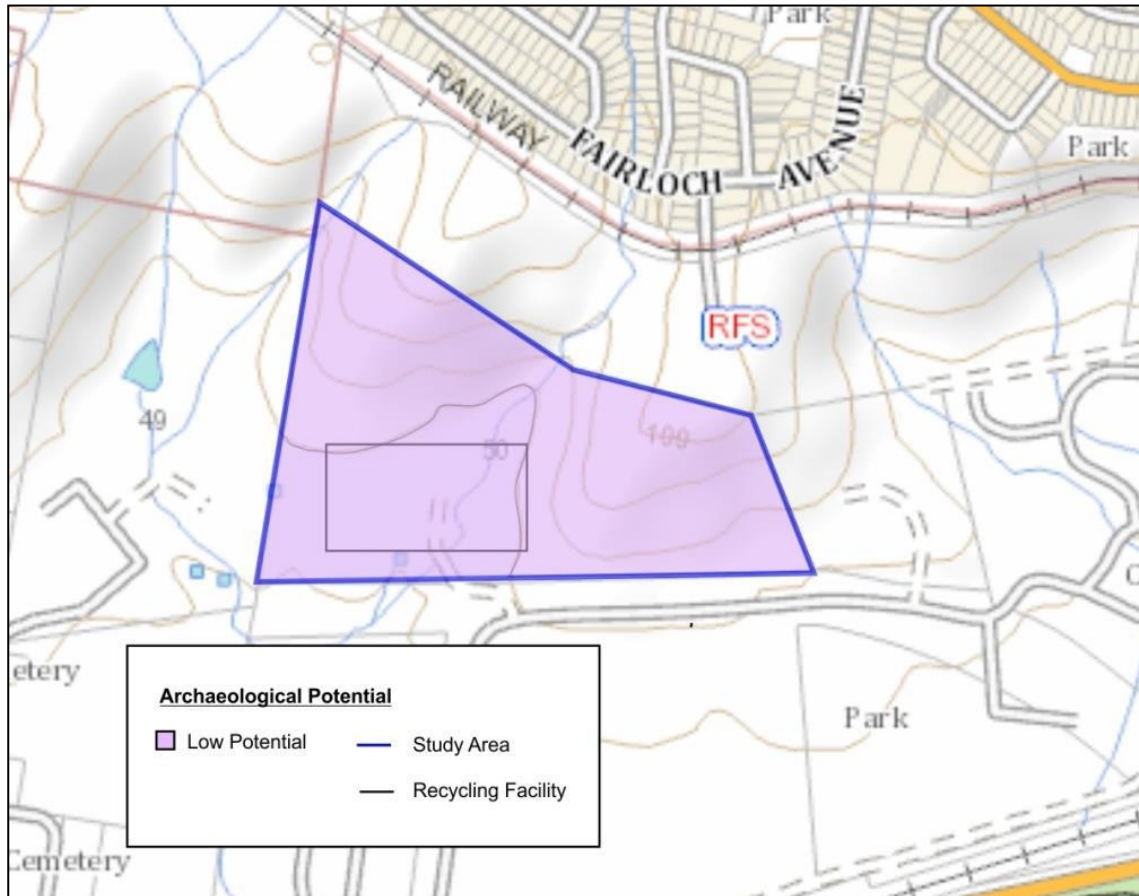 Park
RAILWAY
FAIRLOCH
AVENUE
Park
RFS
100
50
49
etery
Park
C
Archaeological Potential
Low Potential
Study Area
Recycling Facility
Cemetery